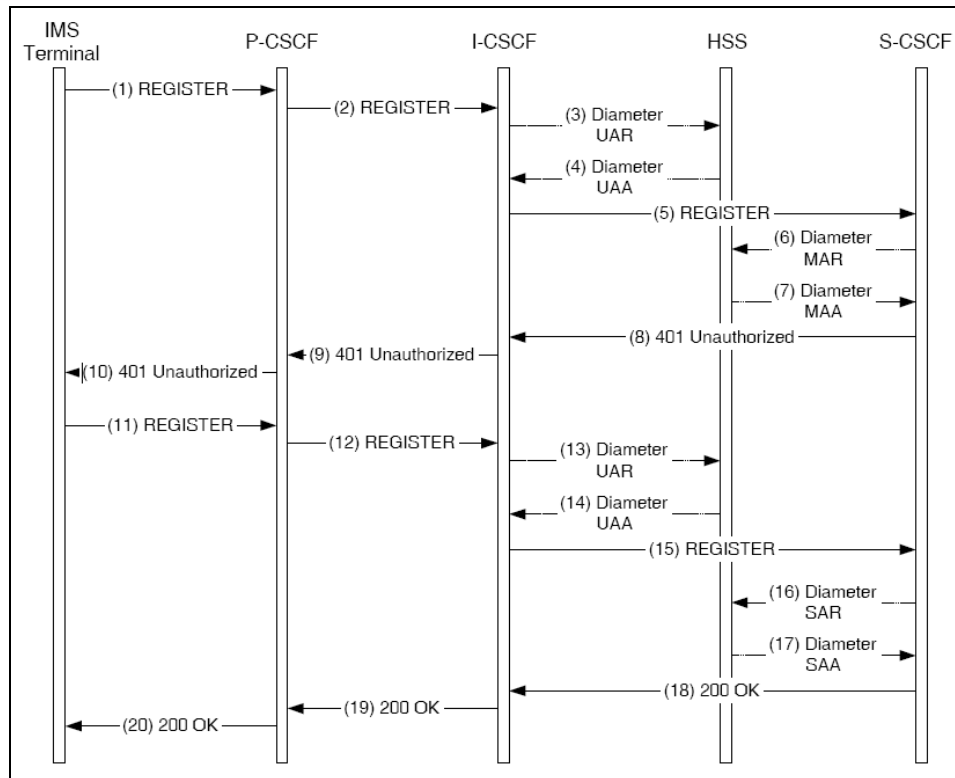 IMS
Terminal
P-CSCF
I-CSCF
HSS
S-CSCF
(1) REGISTER
(2) REGISTER
(3) Diameter
UAR
(4) Diameter
UAA
(5) REGISTER
(6) Diameter
MAR
(7) Diameter
MAA
(8) 401 Unauthorized
(9) 401 Unauthorized
(10) 401 Unauthorized
(11) REGISTER
(12) REGISTER
(13) Diameter
UAR
(14) Diameter
UAA
(15) REGISTER
(16) Diameter
SAR
(17) Diameter
SAA
(18) 200 OK
(19) 200 OK
(20) 200 OK